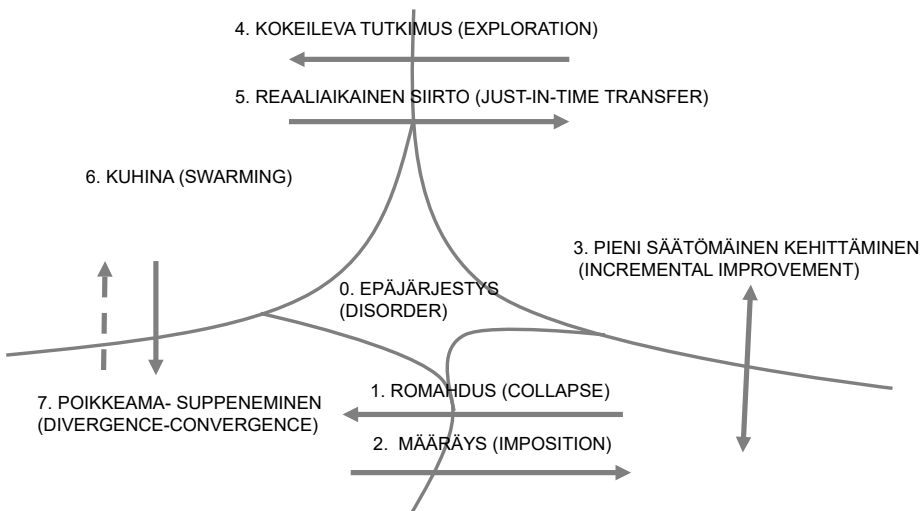 4. KOKEILEVA TUTKIMUS (EXPLORATION)
5. REAALIAIKAINEN SIIRTO (JUST-IN-TIME TRANSFER)
6. KUHINA (SWARMING)
3. PIENI SÄÄTÖMÄINEN KEHITTÄMINEN
(INCREMENTAL IMPROVEMENT)
0. EPÄJÄRJESTYS
(DISORDER)
1. ROMAHDUS (COLLAPSE)
7. POIKKEAMA- SUPPENEMINEN
(DIVERGENCE-CONVERGENCE)
2. MÄÄRÄYS (IMPOSITION)